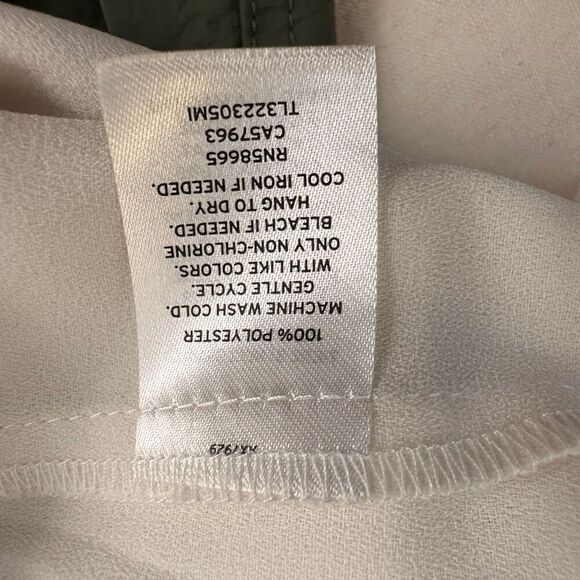 100% POLYESTER
MACHINE WASH COLD.
GENTLE CYCLE.
WITH LIKE COLORS.
ONLY NON-CHLORINE
BLEACH IF NEEDED.
HANG TO DRY.
COOL IRON IF NEEDED.
RN58665
CA57963
TL322305MI